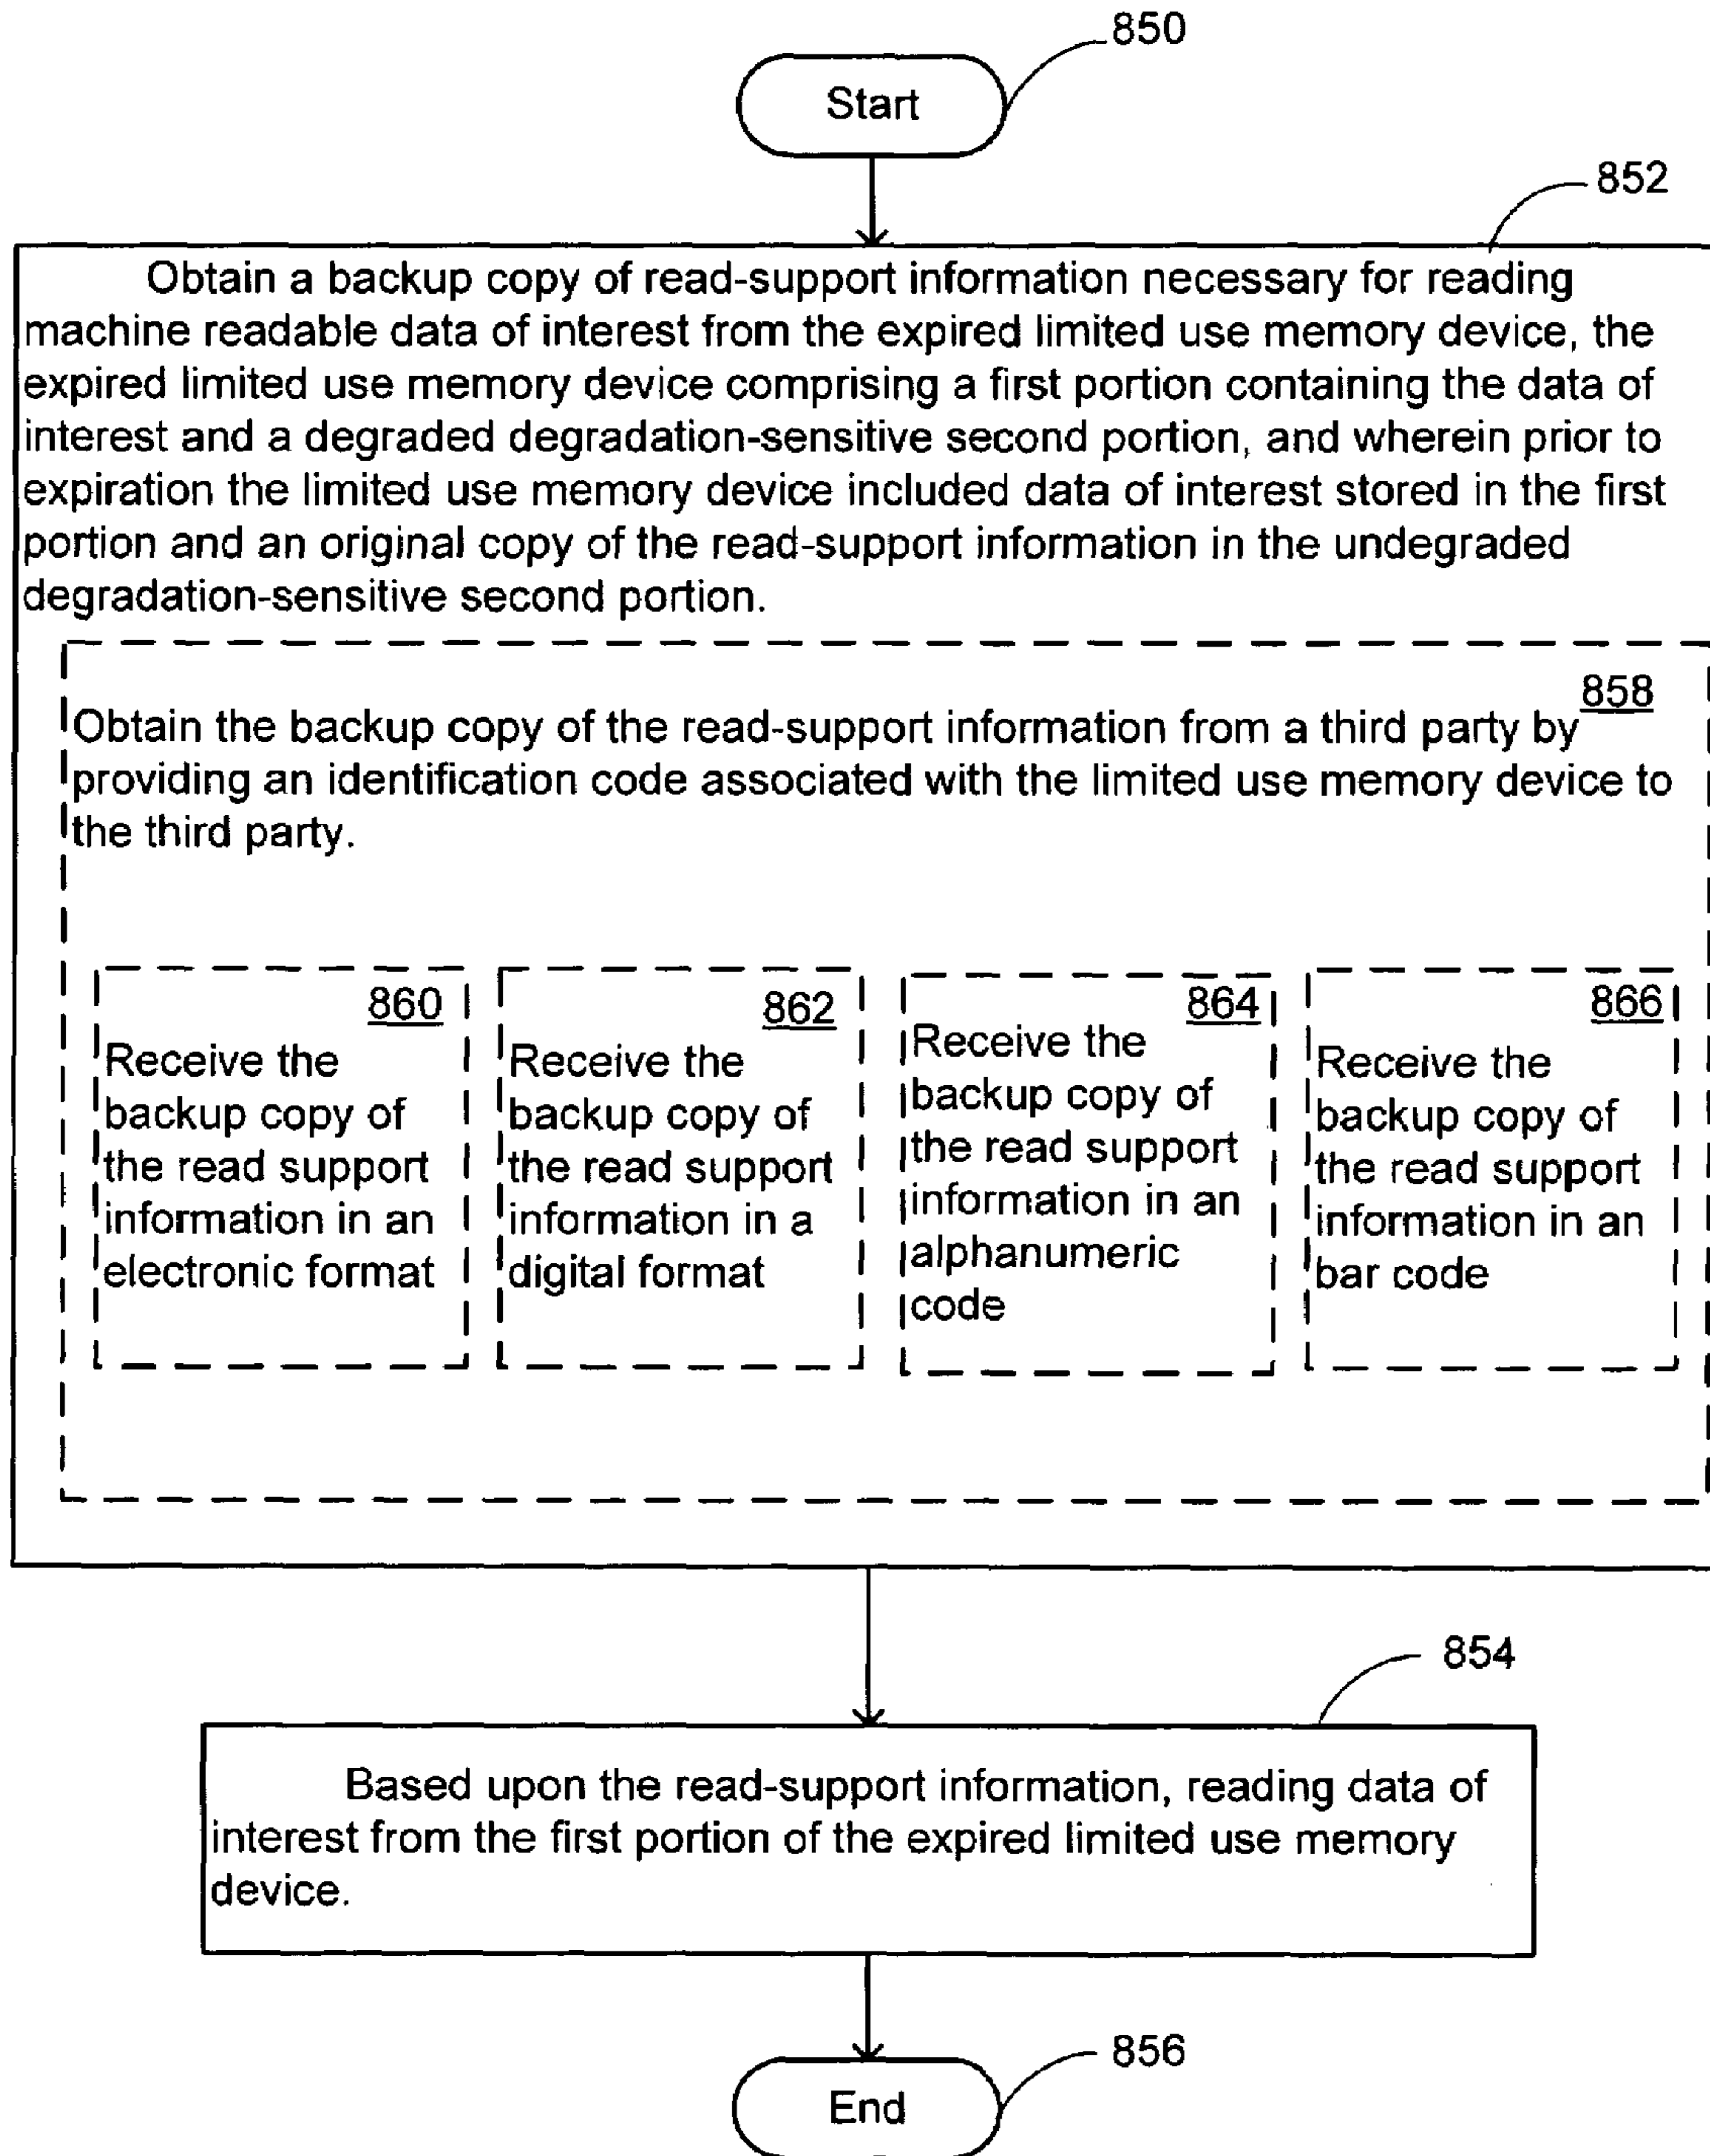 850
Start
852
Obtain a backup copy of read-support information necessary for reading
machine readable data of interest from the expired limited use memory device, the
expired limited use memory device comprising a first portion containing the data of
interest and a degraded degradation-sensitive second portion, and wherein prior to
expiration the limited use memory device included data of interest stored in the first
portion and an original copy of the read-support information in the undegraded
degradation-sensitive second portion.
858
Obtain the backup copy of the read-support information from a third party by
providing an identification code associated with the limited use memory device to
the third party.
860
Receive the
backup copy of
the read support
information in an
electronic format
862
Receive the
backup copy of
the read support
information in a
digital format
864
Receive the
backup copy of
the read support
information in an
alphanumeric
code
866
Receive the
backup copy of
the read support
information in an
bar code
854
Based upon the read-support information, reading data of
interest from the first portion of the expired limited use memory
device.
856
End